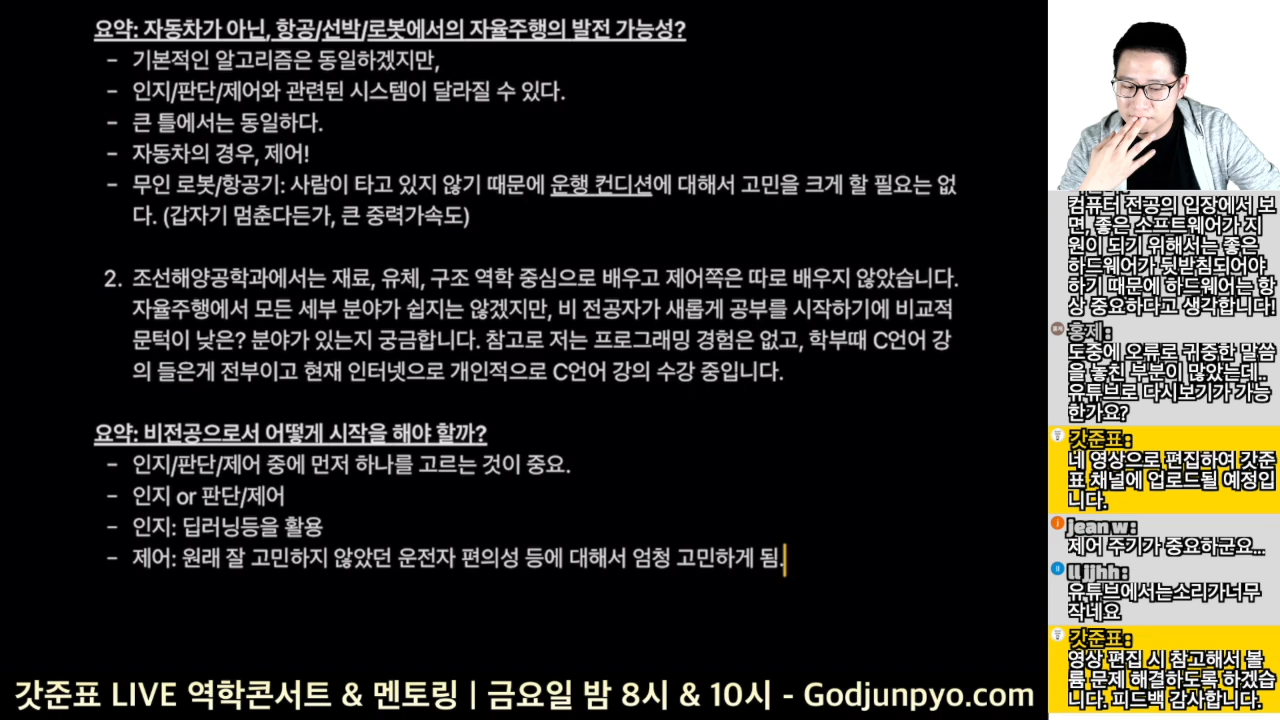 요약: 자동차가 아닌, 항공/선박/로봇에서의 자율주행의 발전 가능성?
- 기본적인 알고리즘은 동일하겠지만,
- 인지/판단/제어와 관련된 시스템이 달라질 수 있다.
- 큰 틀에서는 동일하다.
- 자동차의 경우, 제어!
- 무인 로봇/항공기: 사람이 타고 있지 않기 때문에 운행 컨디션에 대해서 고민을 크게 할 필요는 없
다. (갑자기 멈춘다든가, 큰 중력가속도)
2. 조선해양공학과에서는 재료, 유체, 구조 역학 중심으로 배우고 제어쪽은 따로 배우지 않았습니다.
자율주행에서 모든 세부 분야가 쉽지는 않겠지만, 비 전공자가 새롭게 공부를 시작하기에 비교적
문턱이 낮은? 분야가 있는지 궁금합니다. 참고로 저는 프로그래밍 경험은 없고, 학부때 C언어 강
의 들은게 전부이고 현재 인터넷으로 개인적으로 C언어 강의 수강 중입니다.
요약: 비전공으로서 어떻게 시작을 해야 할까?
- 인지/판단/제어 중에 먼저 하나를 고르는 것이 중요.
- 인지 or 판단/제어
- 인지: 딥러닝등을 활용
- 제어: 원래 잘 고민하지 않았던 운전자 편의성 등에 대해서 엄청 고민하게 됨.
컴퓨터 전공의 입장에서 보
면, 좋은 소프트웨어가 지
원이 되기 위해서는 좋은
하드웨어가 뒷받침되어야
하기 때문에 하드웨어는 항
상 중요하다고 생각합니다!
홍제:
도중에 오류로 귀중한 말씀
을 놓친 부분이 많았는데..
유튜브로 다시보기가 가능
한가요?
갓준표:
네 영상으로 편집하여 갓준
표 채널에 업로드될 예정입
니다.
jean w:
제어 주기가 중요하군요...
ll jjhh:
유튜브에서는소리가너무
작네요
갓준표:
영상 편집 시 참고해서 볼
륨 문제 해결하도록 하겠습
니다. 피드백 감사합니다.
갓준표 LIVE 역학콘서트 & 멘토링 | 금요일 밤 8시 & 10시 - Godjunpyo.com